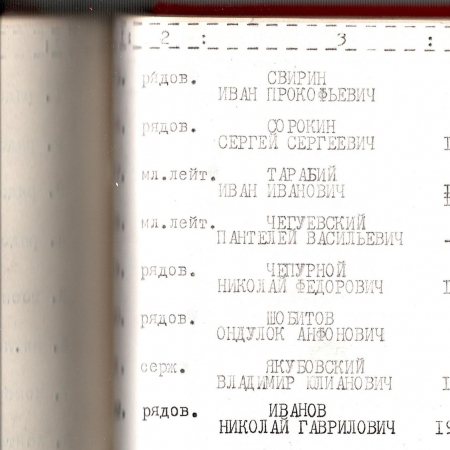 2 : 3 :
рядов. СВИРИН
ИВАН ПРОКОФЬЕВИЧ
рядов. СОРОКИН
СЕРГЕЙ СЕРГЕЕВИЧ
мл.лейт. ТАРАБИЙ
ИВАН ИВАНОВИЧ
мл.лейт. ЧЕГУЕВСКИЙ
ПАНТЕЛЕЙ ВАСИЛЬЕВИЧ
рядов. ЧЕПУРНОЙ
НИКОЛАЙ ФЕДОРОВИЧ
рядов. ШОБИТОВ
ОНДУЛОК АНФОНОВИЧ
серж. ЯКУБОВСКИЙ
ВЛАДИМИР ЮЛИАНОВИЧ
рядов. ИВАНОВ
НИКОЛАЙ ГАВРИЛОВИЧ